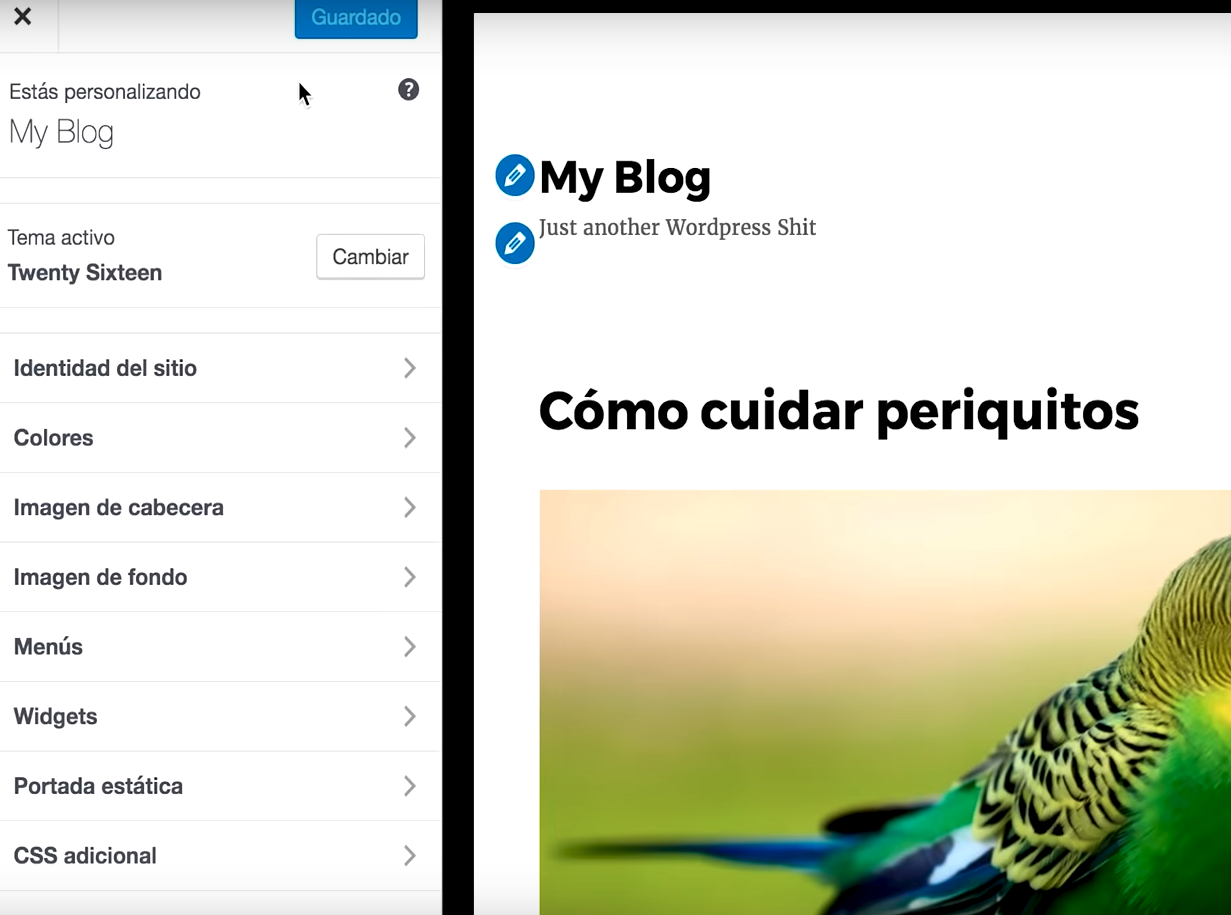 Guardado
Estás personalizando
?
My Blog
Tema activo
Twenty Sixteen
Cambiar
Identidad del sitio
Colores
Imagen de cabecera
Imagen de fondo
Menús
Widgets
Portada estática
CSS adicional
My Blog
Just another Wordpress Shit
Cómo cuidar periquitos